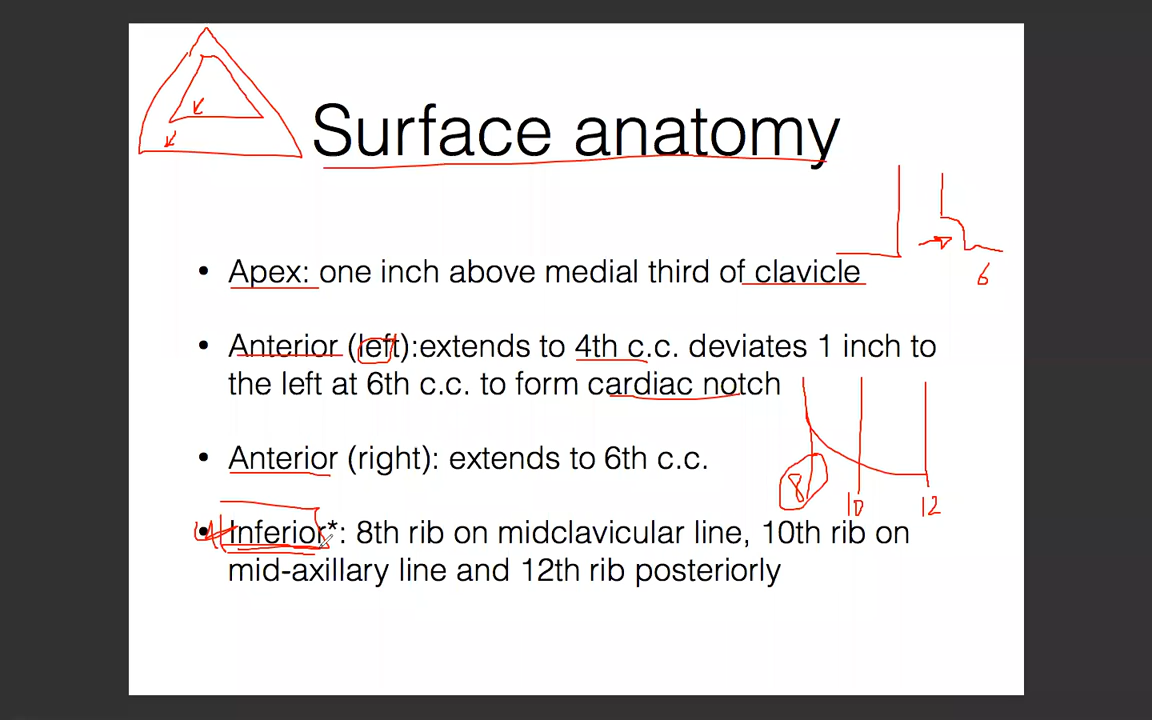 Surface anatomy
• Apex: one inch above medial third of clavicle
6
• Anterior (left):extends to 4th c.c. deviates 1 inch to
the left at 6th c.c. to form cardiac notch
• Anterior (right): extends to 6th c.c.
8 10 12
• Inferior*: 8th rib on midclavicular line, 10th rib on
mid-axillary line and 12th rib posteriorly